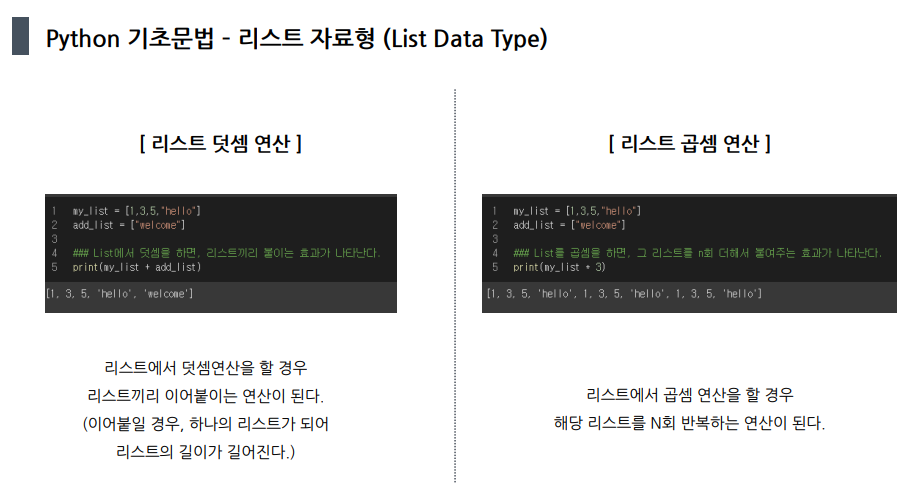 Python 기초문법 - 리스트 자료형 (List Data Type)
[ 리스트 덧셈 연산 ]
1 my_list = [1,3,5,"hello"]
2 add_list = ["welcome"]
3
4 ### List에서 덧셈을 하면, 리스트끼리 붙이는 효과가 나타난다.
5 print(my_list + add_list)
[1, 3, 5, 'hello', 'welcome']
리스트에서 덧셈연산을 할 경우
리스트끼리 이어붙이는 연산이 된다.
(이어붙일 경우, 하나의 리스트가 되어
리스트의 길이가 길어진다.)
[ 리스트 곱셈 연산 ]
1 my_list = [1,3,5,"hello"]
2 add_list = ["welcome"]
3
4 ### List를 곱셈을 하면, 그 리스트를 n회 더해서 붙여주는 효과가 나타난다.
5 print(my_list * 3)
[1, 3, 5, 'hello', 1, 3, 5, 'hello', 1, 3, 5, 'hello']
리스트에서 곱셈 연산을 할 경우
해당 리스트를 N회 반복하는 연산이 된다.